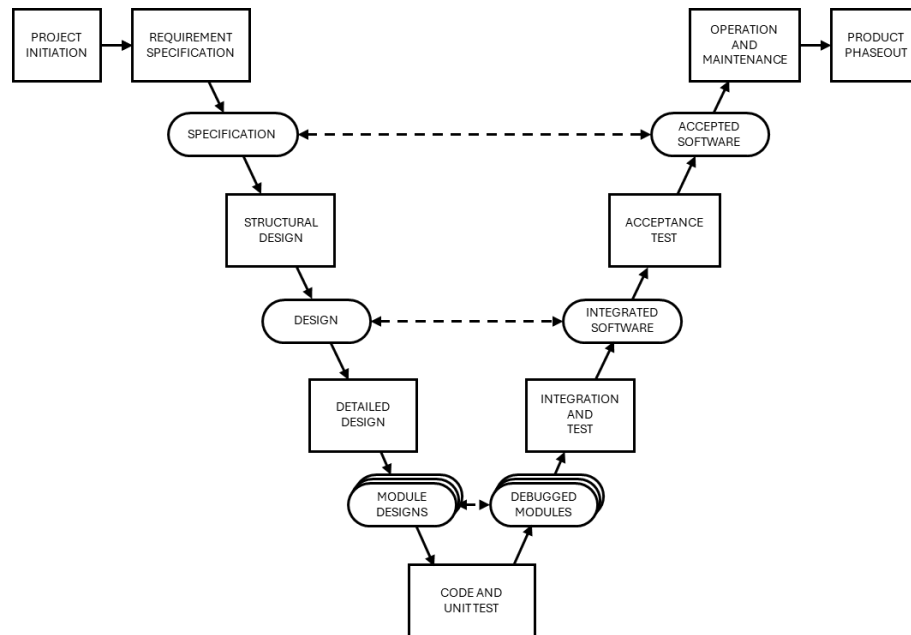 PROJECT
INITIATION
REQUIREMENT
SPECIFICATION
OPERATION
AND
MAINTENANCE
PRODUCT
PHASEOUT
SPECIFICATION
ACCEPTED
SOFTWARE
STRUCTURAL
DESIGN
ACCEPTANCE
TEST
DESIGN
INTEGRATED
SOFTWARE
DETAILED
DESIGN
INTEGRATION
AND
TEST
MODULE
DESIGNS
DEBUGGED
MODULES
CODE AND
UNIT TEST